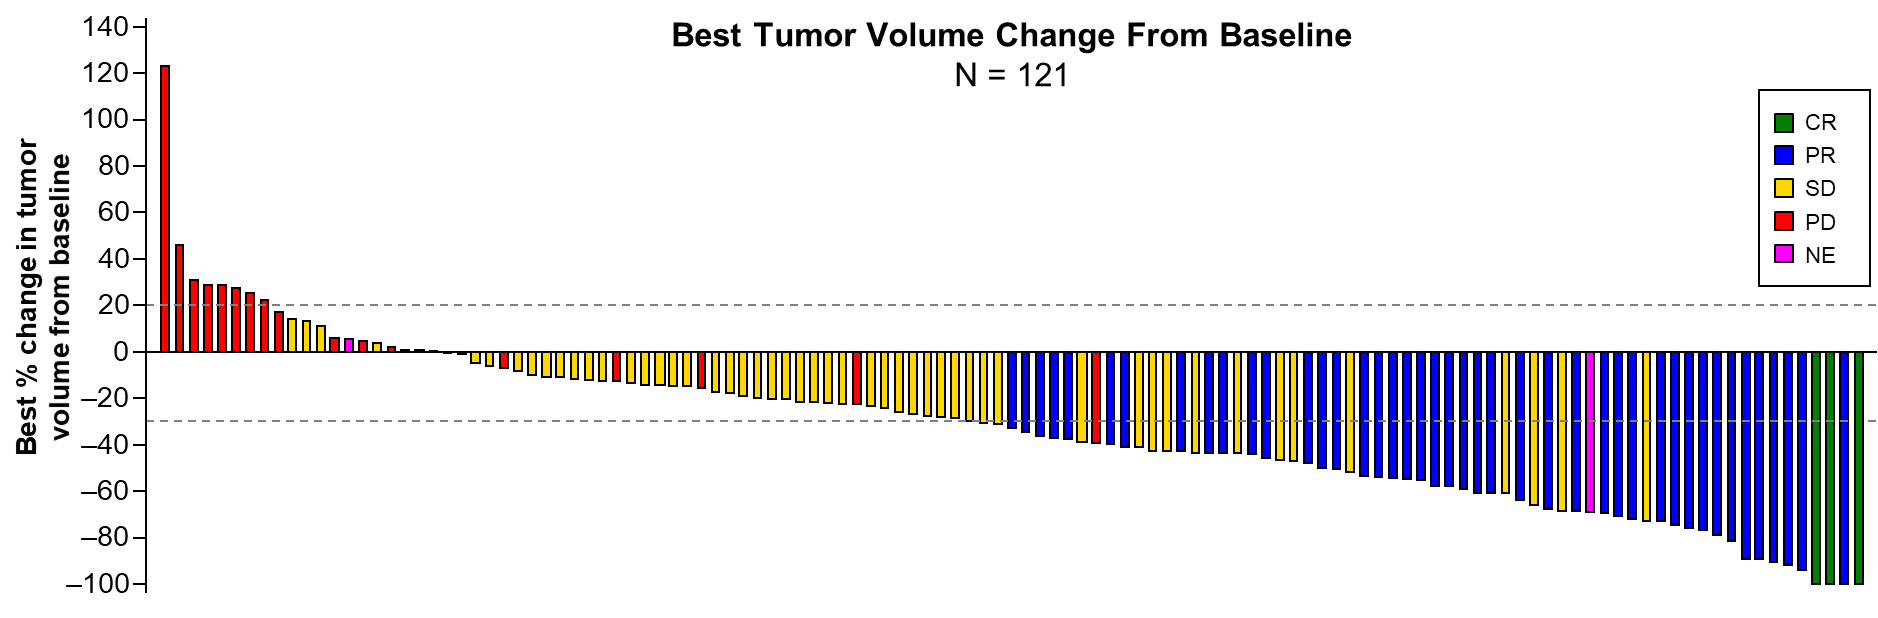 Best Tumor Volume Change From Baseline
N = 121
Best % change in tumor
volume from baseline
140
120
100
80
60
40
20
0
–20
–40
–60
–80
–100
CR
PR
SD
PD
NE